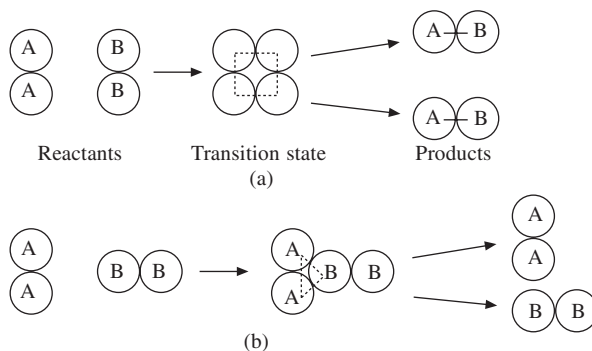 A B A B
A B A B
Reactants Transition state Products
(a)
A A
A B B A B B A
A A B B
(b)